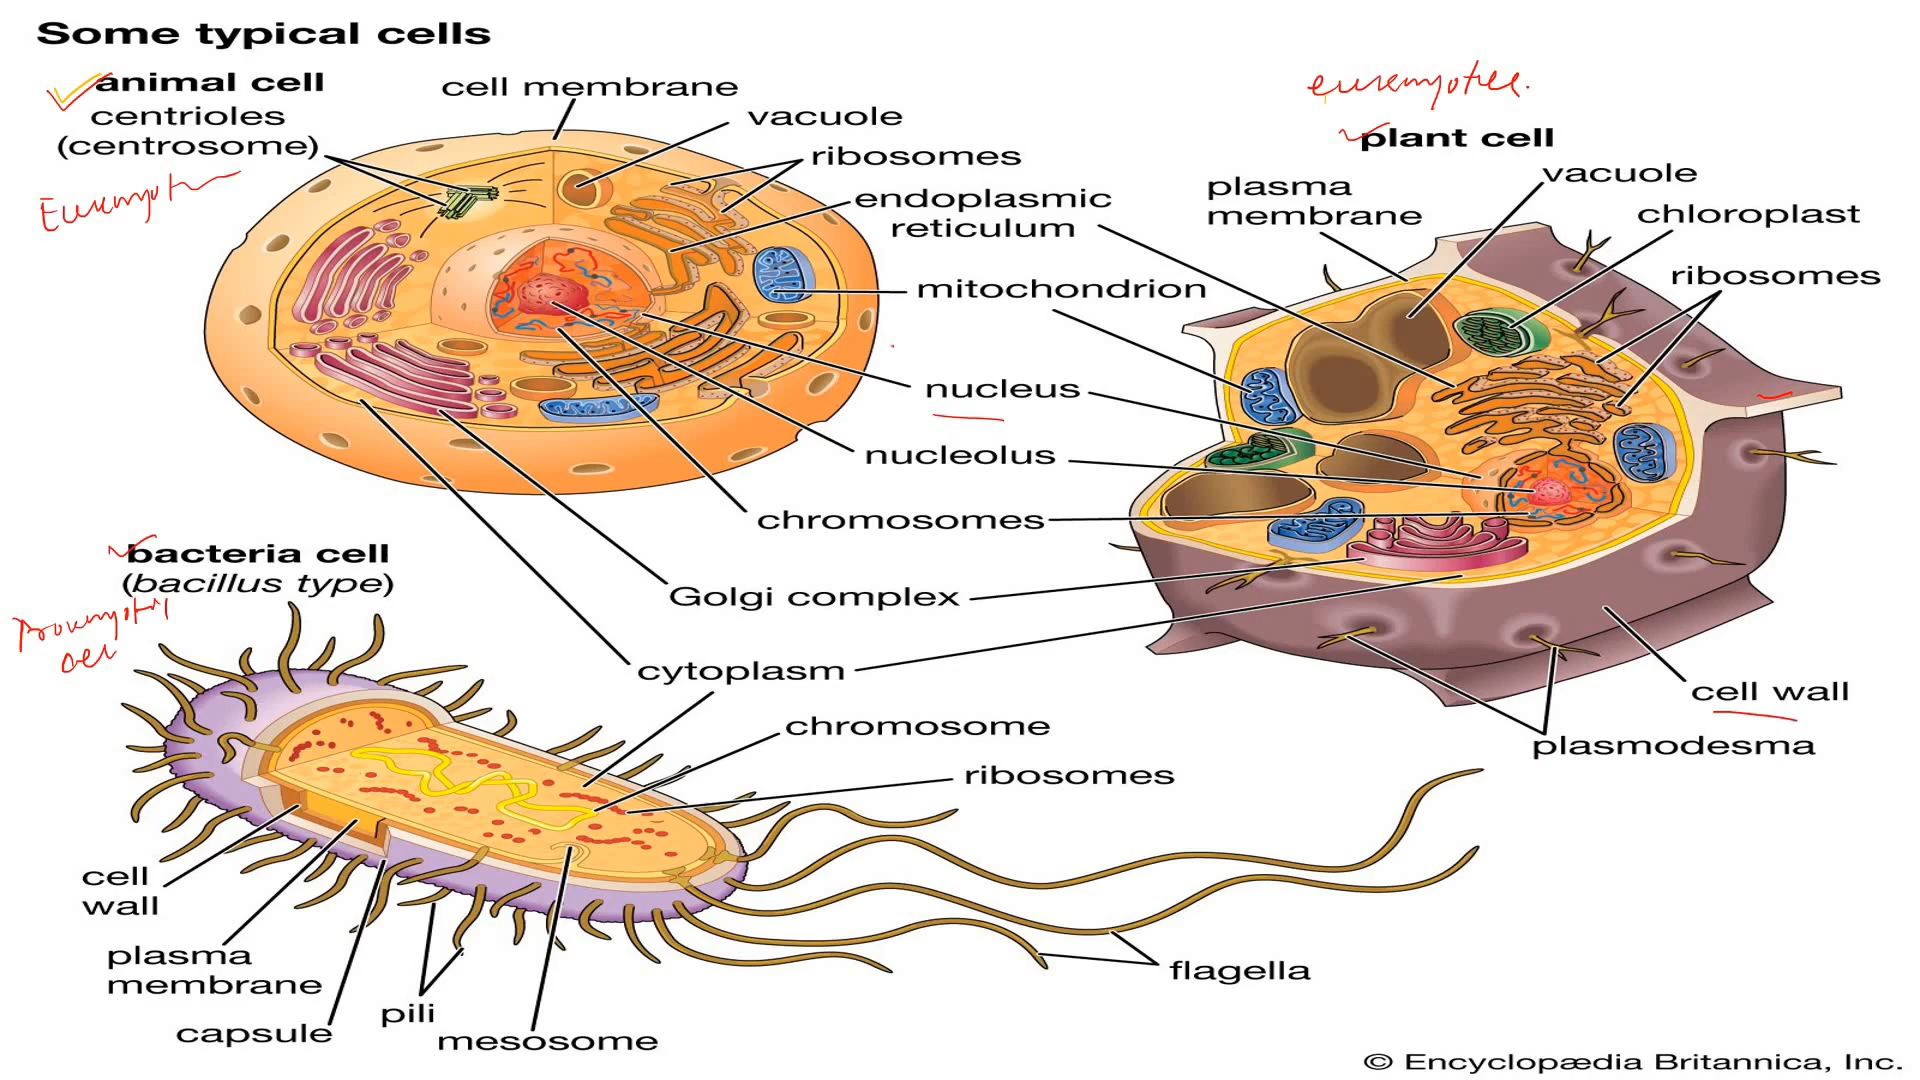 Some typical cells
animal cell
centrioles
(centrosome)
cell membrane
vacuole
ribosomes
endoplasmic
reticulum
mitochondrion
nucleus
nucleolus
chromosomes
Golgi complex
cytoplasm
plant cell
plasma
membrane
vacuole
chloroplast
ribosomes
cell wall
plasmodesma
bacteria cell
(bacillus type)
chromosome
ribosomes
cell
wall
plasma
membrane
capsule
pili
mesosome
flagella
© Encyclopædia Britannica, Inc.